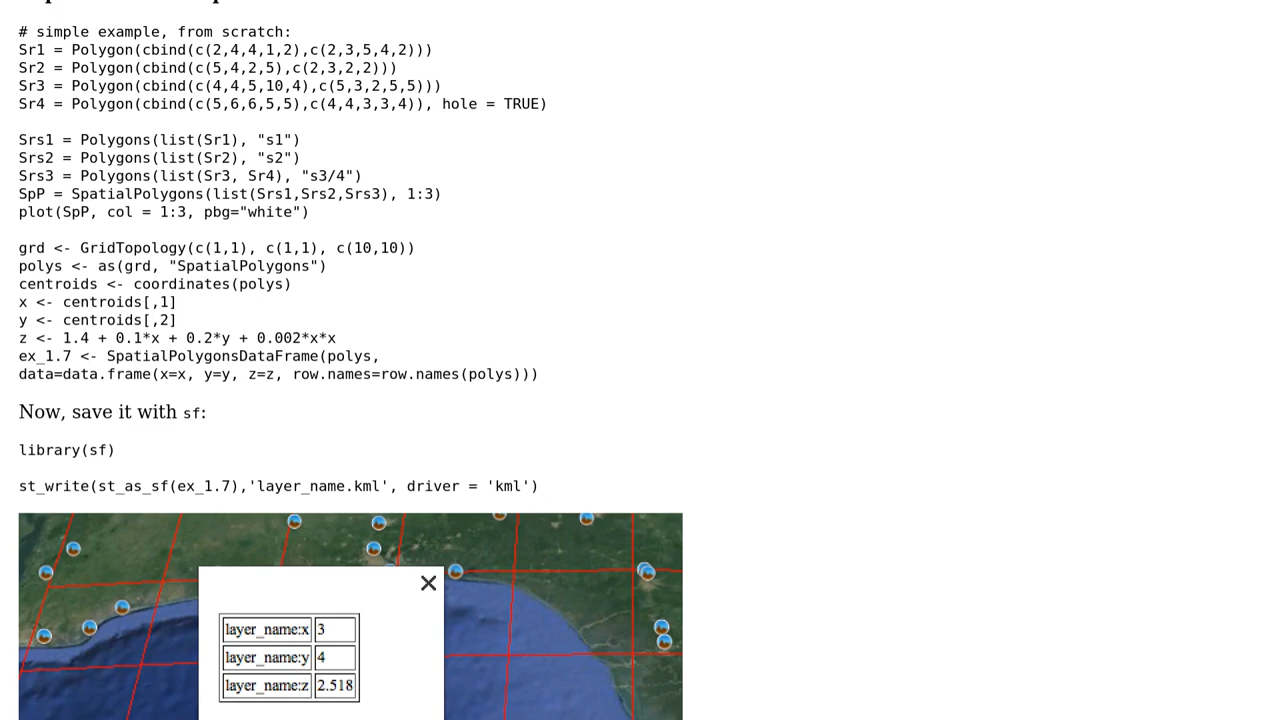 # simple example, from scratch:
Sr1 = Polygon(cbind(c(2,4,4,1,2),c(2,3,5,4,2)))
Sr2 = Polygon(cbind(c(5,4,2,5),c(2,3,2,2)))
Sr3 = Polygon(cbind(c(4,4,5,10,4),c(5,3,2,5,5)))
Sr4 = Polygon(cbind(c(5,6,6,5,5),c(4,4,3,3,4)), hole = TRUE)
Srs1 = Polygons(list(Sr1), "s1")
Srs2 = Polygons(list(Sr2), "s2")
Srs3 = Polygons(list(Sr3, Sr4), "s3/4")
SpP = SpatialPolygons(list(Srs1,Srs2,Srs3), 1:3)
plot(SpP, col = 1:3, pbg="white")
grd <- GridTopology(c(1,1), c(1,1), c(10,10))
polys <- as(grd, "SpatialPolygons")
centroids <- coordinates(polys)
x <- centroids[,1]
y <- centroids[,2]
z <- 1.4 + 0.1*x + 0.2*y + 0.002*x*x
ex_1.7 <- SpatialPolygonsDataFrame(polys,
data=data.frame(x=x, y=y, z=z, row.names=row.names(polys)))
Now, save it with sf:
library(sf)
st_write(st_as_sf(ex_1.7),'layer_name.kml', driver = 'kml')
layer_name:x 3
layer_name:y 4
layer_name:z 2.518